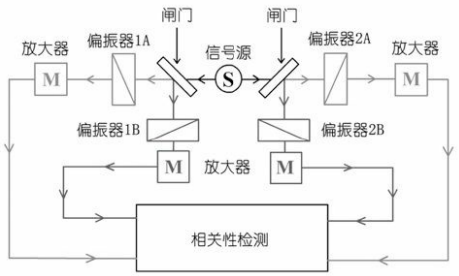 闸门 闸门
放大器 偏振器1A 信号源 偏振器2A 放大器
M S M
偏振器1B 偏振器2B
M 放大器 M
相关性检测